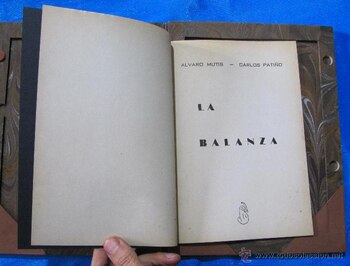 ALVARO MUTIS — CARLOS PATIÑO
LA
BALANZA